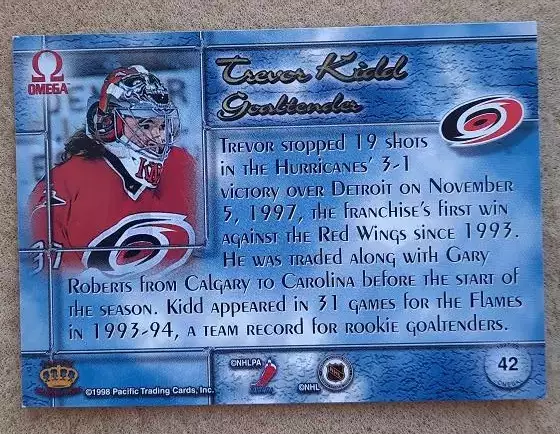 OMEGA
Trevor Kidd
Goaltender
TREVOR STOPPED 19 SHOTS
IN THE HURRICANES' 3-1
VICTORY OVER DETROIT ON NOVEMBER
5, 1997, THE FRANCHISE'S FIRST WIN
AGAINST THE RED WINGS SINCE 1993.
HE WAS TRADED ALONG WITH GARY
ROBERTS FROM CALGARY TO CAROLINA BEFORE THE START OF
THE SEASON. KIDD APPEARED IN 31 GAMES FOR THE FLAMES
IN 1993-94, A TEAM RECORD FOR ROOKIE GOALTENDERS.
©NHLPA
©NHL
42
©1998 Pacific Trading Cards, Inc.
37